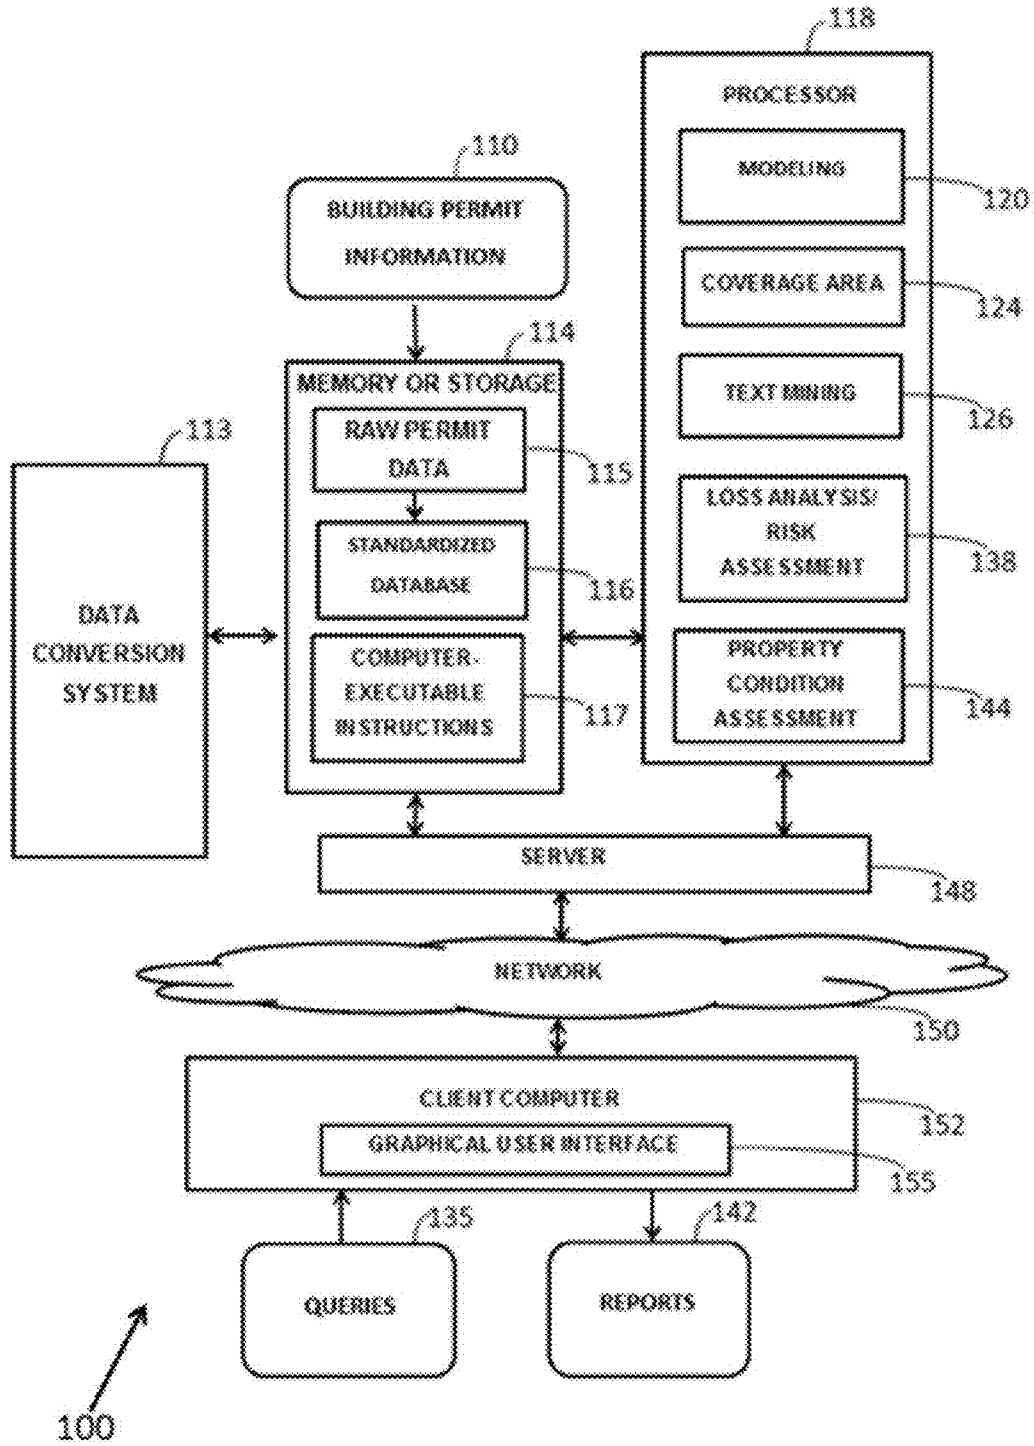 118
PROCESSOR
MODELING
120
COVERAGE AREA
124
TEXT MINING
126
LOSS ANALYSIS/
RISK
ASSESSMENT
138
PROPERTY
CONDITION
ASSESSMENT
144
110
BUILDING PERMIT
INFORMATION
114
MEMORY OR STORAGE
RAW PERMIT
DATA
115
STANDARDIZED
DATABASE
116
COMPUTER-
EXECUTABLE
INSTRUCTIONS
117
113
DATA
CONVERSION
SYSTEM
SERVER
148
NETWORK
150
CLIENT COMPUTER
152
GRAPHICAL USER INTERFACE
155
135
QUERIES
142
REPORTS
100